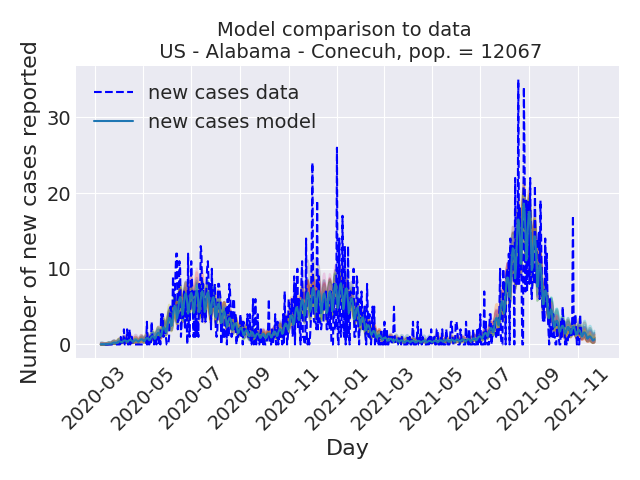 Model comparison to data
US - Alabama - Conecuh, pop. = 12067
Number of new cases reported
30
20
10
0
new cases data
new cases model
2020-03
2020-05
2020-07
2020-09
2020-11
2021-01
2021-03
2021-05
2021-07
2021-09
2021-11
Day